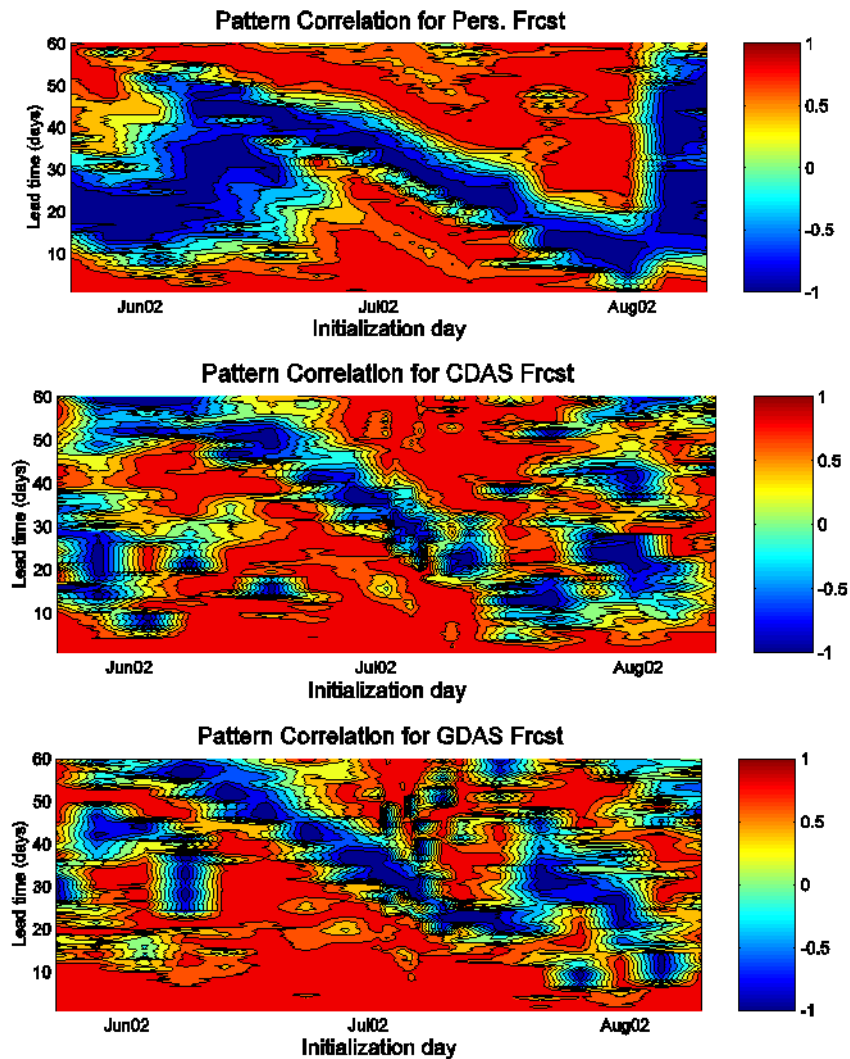 Pattern Correlation for Pers. Frcst
60
50
40
30
20
10
Lead time (days)
Jun02 Jul02 Aug02
Initialization day
1
0.5
0
-0.5
-1
Pattern Correlation for CDAS Frcst
60
50
40
30
20
10
Lead time (days)
Jun02 Jul02 Aug02
Initialization day
1
0.5
0
-0.5
-1
Pattern Correlation for GDAS Frcst
60
50
40
30
20
10
Lead time (days)
Jun02 Jul02 Aug02
Initialization day
1
0.5
0
-0.5
-1